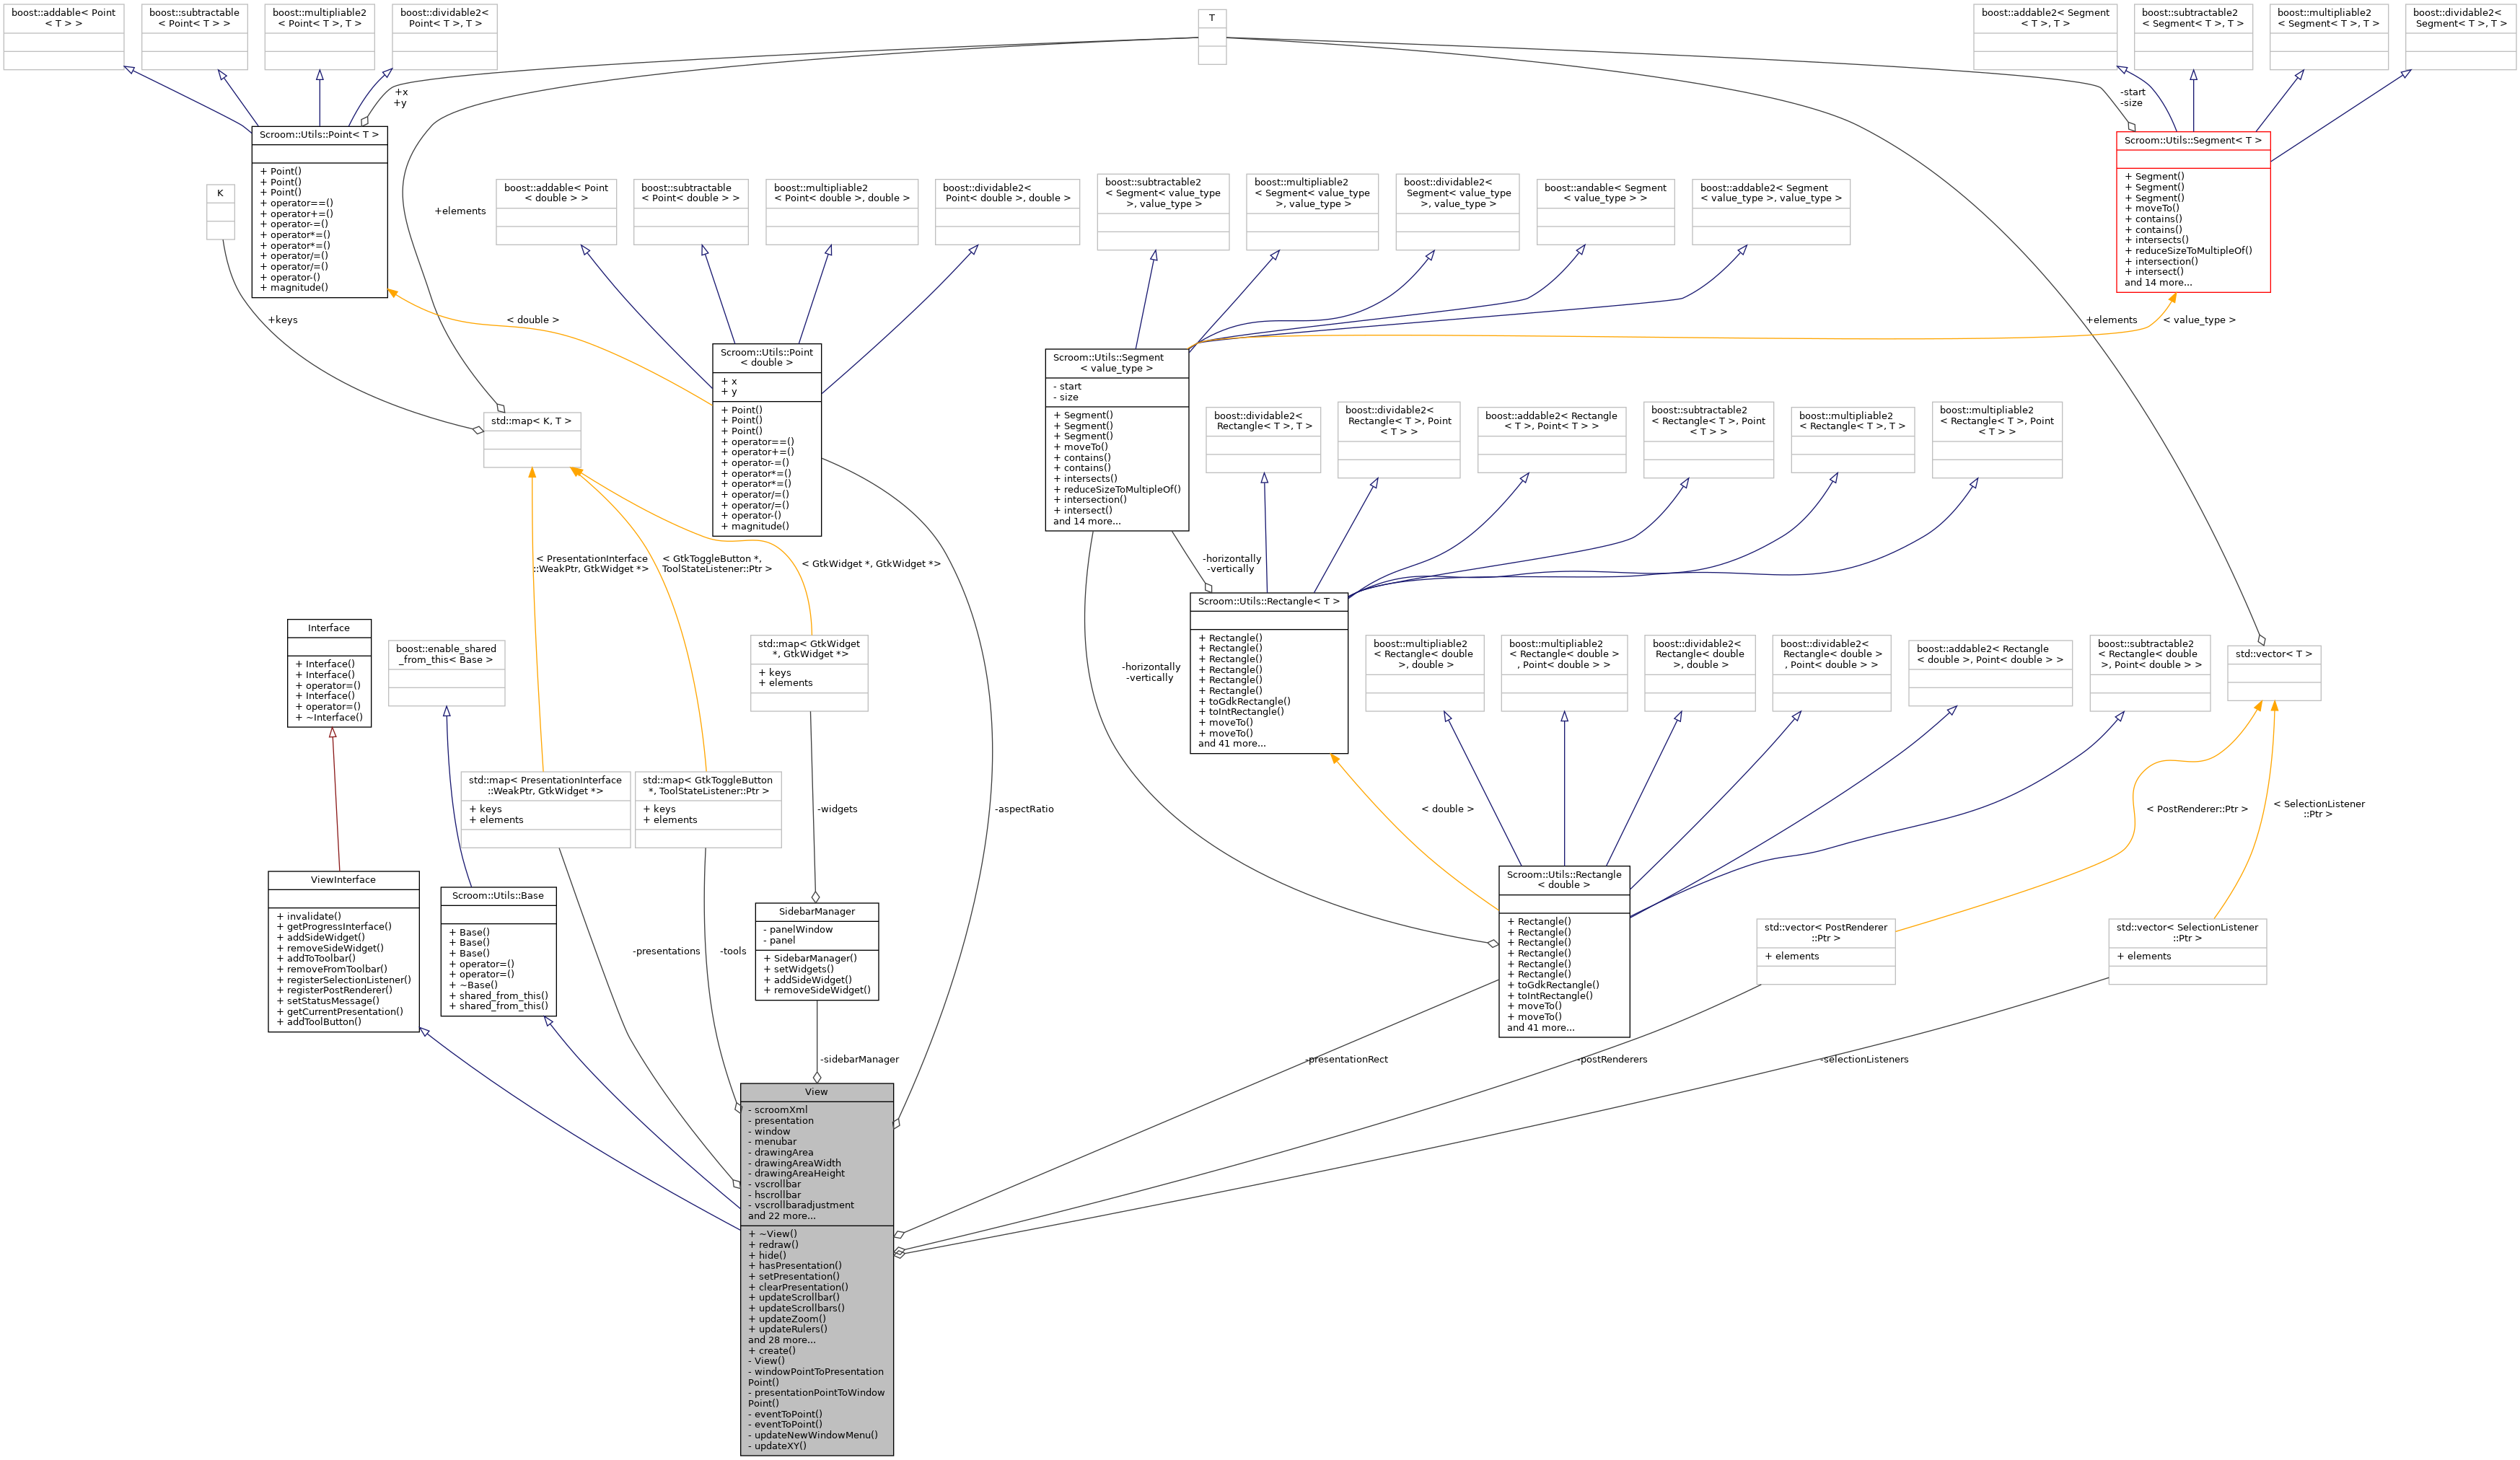 boost::addable< Point
< T > >
boost::subtractable
< Point< T > >
boost::multipliable2
< Point< T >, T >
boost::dividable2<
Point< T >, T >
T
boost::addable2< Segment
< T >, T >
boost::subtractable2
< Segment< T >, T >
boost::multipliable2
< Segment< T >, T >
boost::dividable2<
Segment< T >, T >
+x
+y
-start
-size
Scroom::Utils::Point< T >
+ Point()
+ Point()
+ Point()
+ operator==()
+ operator+=()
+ operator-=()
+ operator*=()
+ operator*=()
+ operator/=()
+ operator/=()
+ operator-()
+ magnitude()
Scroom::Utils::Segment< T >
+ Segment()
+ Segment()
+ Segment()
+ moveTo()
+ contains()
+ contains()
+ intersects()
+ reduceSizeToMultipleOf()
+ intersection()
+ intersect()
and 14 more...
K
+elements
boost::addable< Point
< double > >
boost::subtractable
< Point< double > >
boost::multipliable2
< Point< double >, double >
boost::dividable2<
Point< double >, double >
boost::subtractable2
< Segment< value_type
>, value_type >
boost::multipliable2
< Segment< value_type
>, value_type >
boost::dividable2<
Segment< value_type
>, value_type >
boost::andable< Segment
< value_type > >
boost::addable2< Segment
< value_type >, value_type >
+keys
< double >
+elements
< value_type >
Scroom::Utils::Point
< double >
+ x
+ y
+ Point()
+ Point()
+ Point()
+ operator==()
+ operator+=()
+ operator-=()
+ operator*=()
+ operator*=()
+ operator/=()
+ operator/=()
+ operator-()
+ magnitude()
Scroom::Utils::Segment
< value_type >
- start
- size
+ Segment()
+ Segment()
+ Segment()
+ moveTo()
+ contains()
+ contains()
+ intersects()
+ reduceSizeToMultipleOf()
+ intersection()
+ intersect()
and 14 more...
std::map< K, T >
boost::dividable2<
Rectangle< T >, T >
boost::dividable2<
Rectangle< T >, Point
< T > >
boost::addable2< Rectangle
< T >, Point< T > >
boost::subtractable2
< Rectangle< T >, Point
< T > >
boost::multipliable2
< Rectangle< T >, T >
boost::multipliable2
< Rectangle< T >, Point
< T > >
< PresentationInterface
::WeakPtr, GtkWidget *>
< GtkToggleButton *,
ToolStateListener::Ptr >
< GtkWidget *, GtkWidget *>
-horizontally
-vertically
Scroom::Utils::Rectangle< T >
+ Rectangle()
+ Rectangle()
+ Rectangle()
+ Rectangle()
+ Rectangle()
+ Rectangle()
+ toGdkRectangle()
+ toIntRectangle()
+ moveTo()
+ moveTo()
and 41 more...
Interface
+ Interface()
+ Interface()
+ operator=()
+ Interface()
+ operator=()
+ ~Interface()
boost::enable_shared
_from_this< Base >
std::map< GtkWidget
*, GtkWidget *>
+ keys
+ elements
-horizontally
-vertically
boost::multipliable2
< Rectangle< double
>, double >
boost::multipliable2
< Rectangle< double >
, Point< double > >
boost::dividable2<
Rectangle< double
>, double >
boost::dividable2<
Rectangle< double >
, Point< double > >
boost::addable2< Rectangle
< double >, Point< double > >
boost::subtractable2
< Rectangle< double
>, Point< double > >
std::vector< T >
std::map< PresentationInterface
::WeakPtr, GtkWidget *>
+ keys
+ elements
std::map< GtkToggleButton
*, ToolStateListener::Ptr >
+ keys
+ elements
-widgets
-aspectRatio
< double >
< PostRenderer::Ptr >
< SelectionListener
::Ptr >
ViewInterface
+ invalidate()
+ getProgressInterface()
+ addSideWidget()
+ removeSideWidget()
+ addToToolbar()
+ removeFromToolbar()
+ registerSelectionListener()
+ registerPostRenderer()
+ setStatusMessage()
+ getCurrentPresentation()
+ addToolButton()
Scroom::Utils::Base
+ Base()
+ Base()
+ Base()
+ operator=()
+ operator=()
+ ~Base()
+ shared_from_this()
+ shared_from_this()
-presentations
-tools
SidebarManager
- panelWindow
- panel
+ SidebarManager()
+ setWidgets()
+ addSideWidget()
+ removeSideWidget()
Scroom::Utils::Rectangle
< double >
+ Rectangle()
+ Rectangle()
+ Rectangle()
+ Rectangle()
+ Rectangle()
+ Rectangle()
+ toGdkRectangle()
+ toIntRectangle()
+ moveTo()
+ moveTo()
and 41 more...
std::vector< PostRenderer
::Ptr >
+ elements
std::vector< SelectionListener
::Ptr >
+ elements
-sidebarManager
-presentationRect
-postRenderers
-selectionListeners
View
- scroomXml
- presentation
- window
- menubar
- drawingArea
- drawingAreaWidth
- drawingAreaHeight
- vscrollbar
- hscrollbar
- vscrollbaradjustment
and 22 more...
+ ~View()
+ redraw()
+ hide()
+ hasPresentation()
+ setPresentation()
+ clearPresentation()
+ updateScrollbar()
+ updateScrollbars()
+ updateZoom()
+ updateRulers()
and 28 more...
+ create()
- View()
- windowPointToPresentation
Point()
- presentationPointToWindow
Point()
- eventToPoint()
- eventToPoint()
- updateNewWindowMenu()
- updateXY()